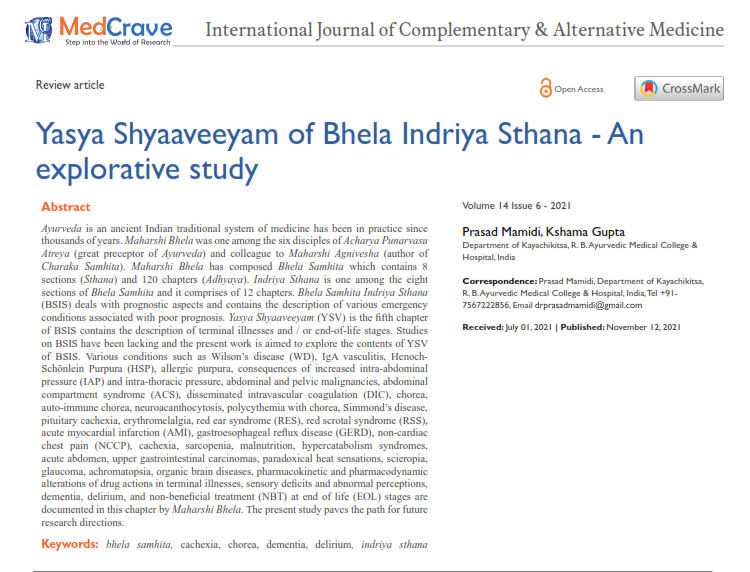 MedCrave
Step into the World of Research
International Journal of Complementary & Alternative Medicine
Review article
Open Access
CrossMark
Yasya Shyaaveeyam of Bhela Indriya Sthana - An
explorative study
Abstract
Ayurveda is an ancient Indian traditional system of medicine has been in practice since
thousands of years. Maharshi Bhela was one among the six disciples of Acharya Punarvasu
Atreya (great preceptor of Ayurveda) and colleague to Maharshi Agnivesha (author of
Charaka Samhita). Maharshi Bhela has composed Bhela Samhita which contains 8
sections (Sthana) and 120 chapters (Adhyaya). Indriya Sthana is one among the eight
sections of Bhela Samhita and it comprises of 12 chapters. Bhela Samhita Indriya Sthana
(BSIS) deals with prognostic aspects and contains the description of various emergency
conditions associated with poor prognosis. Yasya Shyaaveeyam (YSV) is the fifth chapter
of BSIS contains the description of terminal illnesses and / or end-of-life stages. Studies
on BSIS have been lacking and the present work is aimed to explore the contents of YSV
of BSIS. Various conditions such as Wilson's disease (WD), IgA vasculitis, Henoch-
Schönlein Purpura (HSP), allergic purpura, consequences of increased intra-abdominal
pressure (IAP) and intra-thoracic pressure, abdominal and pelvic malignancies, abdominal
compartment syndrome (ACS), disseminated intravascular coagulation (DIC), chorea,
auto-immune chorea, neuroacanthocytosis, polycythemia with chorea, Simmond's disease,
pituitary cachexia, erythromelalgia, red ear syndrome (RES), red scrotal syndrome (RSS),
acute myocardial infarction (AMI), gastroesophageal reflux disease (GERD), non-cardiac
chest pain (NCCP), cachexia, sarcopenia, malnutrition, hypercatabolism syndromes,
acute abdomen, upper gastrointestinal carcinomas, paradoxical heat sensations, scieropia,
glaucoma, achromatopsia, organic brain diseases, pharmacokinetic and pharmacodynamic
alterations of drug actions in terminal illnesses, sensory deficits and abnormal perceptions,
dementia, delirium, and non-beneficial treatment (NBT) at end of life (EOL) stages are
documented in this chapter by Maharshi Bhela. The present study paves the path for future
research directions.
Keywords: bhela samhita, cachexia, chorea, dementia, delirium, indriya sthana
Volume 14 Issue 6 - 2021
Prasad Mamidi, Kshama Gupta
Department of Kayachikitsa, R. B. Ayurvedic Medical College &
Hospital, India
Correspondence: Prasad Mamidi, Department of Kayachikitsa,
R. B. Ayurvedic Medical College & Hospital, India, Tel +91-
7567222856, Email drprasadmamidi@gmail.com
Received: July 01, 2021 | Published: November 12, 2021